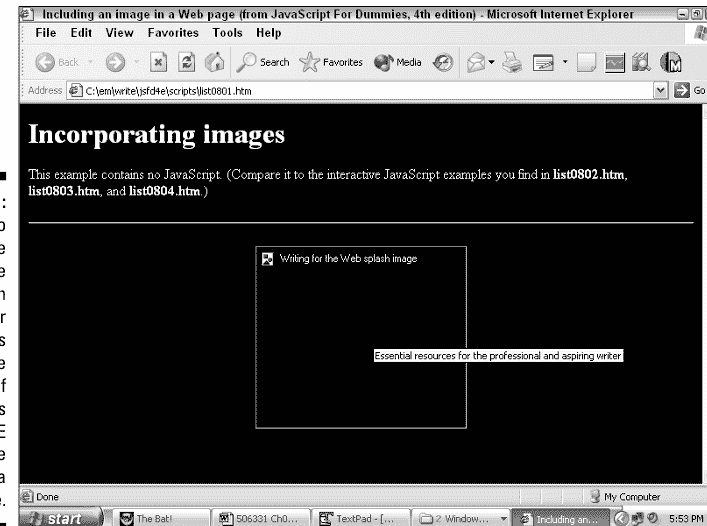 Including an image in a Web page (from JavaScript For Dummies, 4th edition) - Microsoft Internet Explorer
File Edit View Favorites Tools Help
Back Search Favorites Media
Address C:\em\write\jsfd4e\scripts\list0801.htm Go
Incorporating images
This example contains no JavaScript. (Compare it to the interactive JavaScript examples you find in list0802.htm,
list0803.htm, and list0804.htm.)
Writing for the Web splash image
Essential resources for the professional and aspiring writer
Done My Computer
start The Bat! 506331 Ch0... TextPad - [... 2 Window... Including an... 5:53 PM